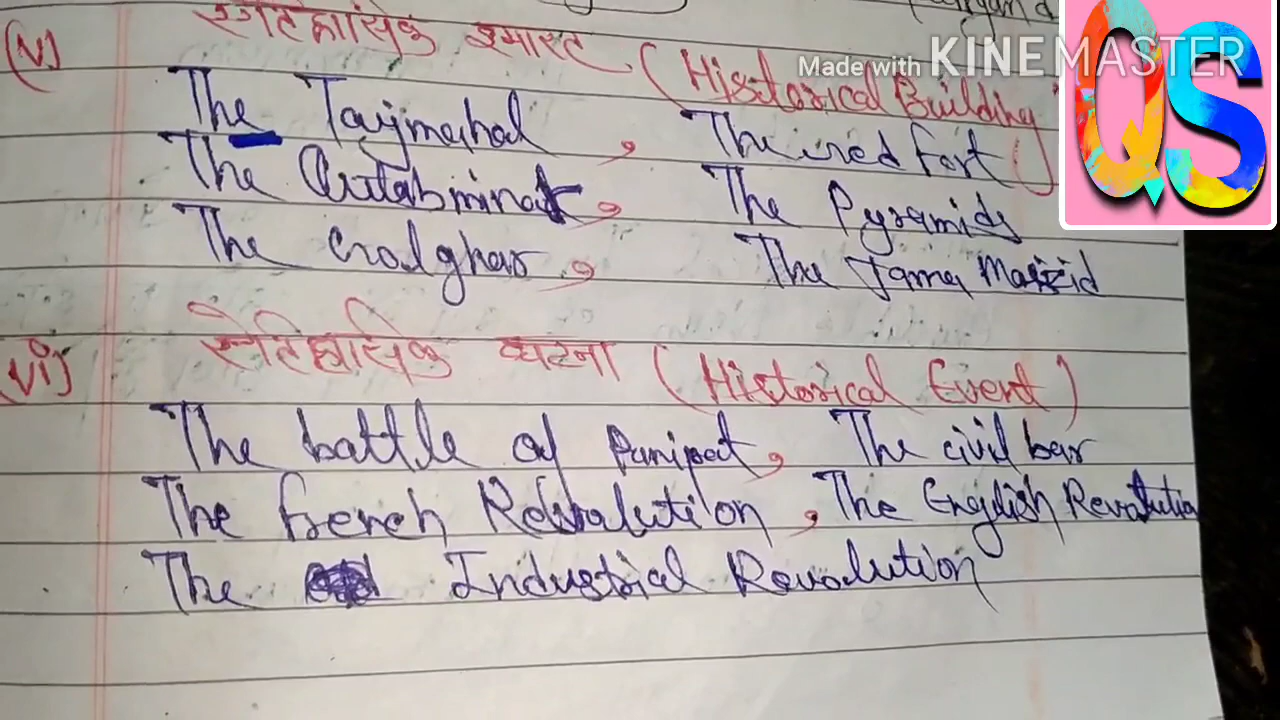 Made with KINEMASTER
QS
(v) ऐतिहासिक इमारत (Historical Building)
The Tajmahal, The red fort
The Qutabminar, The Pyramids
The Golghar, The Jama Maszid
vi) ऐतिहासिक घटना (Historical Event)
The battle of Panipat, The civil bar
The french Revolution, The English Revolution
The Industrial Revolution